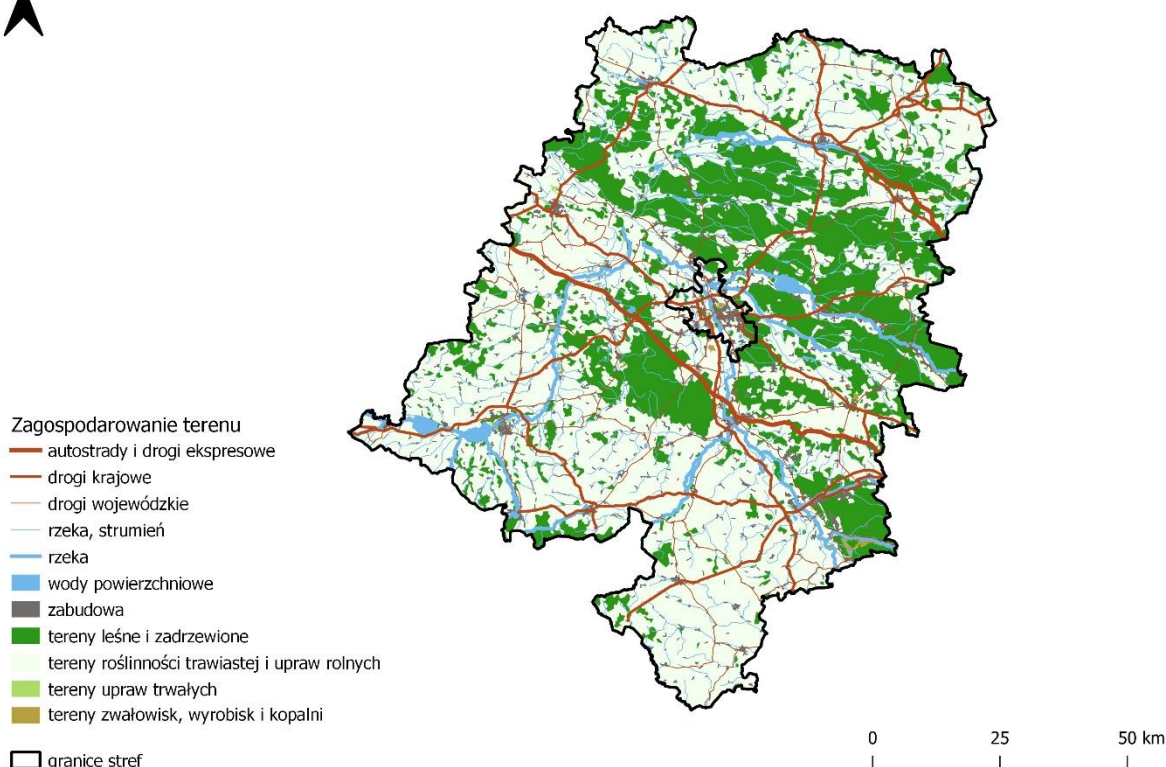 Zagospodarowanie terenu
autostrady i drogi ekspresowe
drogi krajowe
drogi wojewódzkie
rzeka, strumień
rzeka
wody powierzchniowe
zabudowa
tereny leśne i zadrzewione
tereny roślinności trawiastej i upraw rolnych
tereny upraw trwałych
tereny zwałowisk, wyrobisk i kopalni
granice stref
0 25 50 km